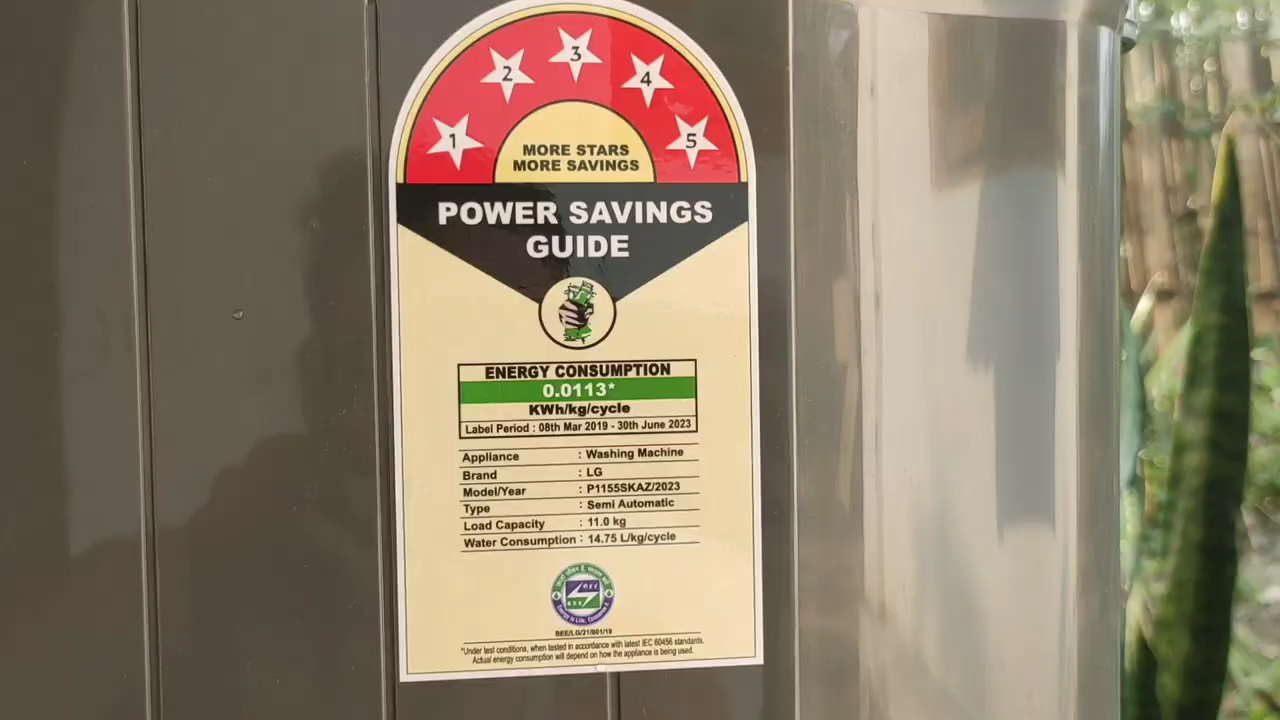 1 2 3 4 5
MORE STARS
MORE SAVINGS
POWER SAVINGS
GUIDE
ENERGY CONSUMPTION
0.0113*
KWh/kg/cycle
Label Period : 08th Mar 2019 - 30th June 2023
Appliance : Washing Machine
Brand : LG
Model/Year : P1155SKAZ/2023
Type : Semi Automatic
Load Capacity : 11.0 kg
Water Consumption : 14.75 L/kg/cycle
BEE/LG/21/001/19
*Under test conditions, when tested in accordance with latest IEC 60456 standards.
Actual energy consumption will depend on how the appliance is being used.